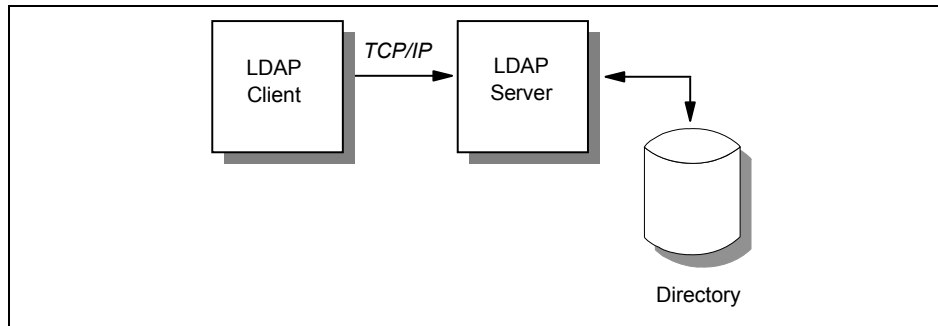 LDAP
Client
TCP/IP
LDAP
Server
Directory